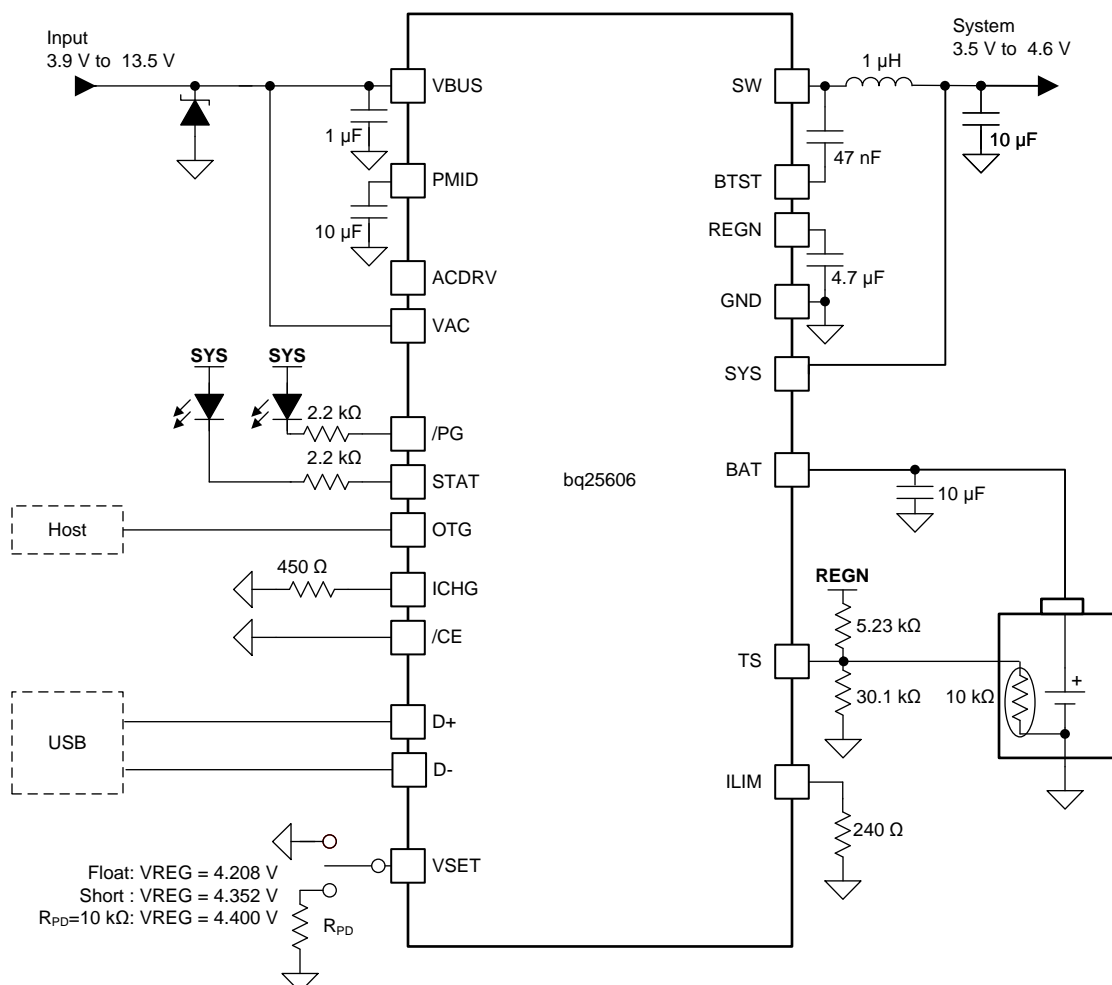 Input
3.9 V to 13.5 V
System
3.5 V to 4.6 V
1 µH
VBUS
SW
1 µF
10 µF
47 nF
PMID
BTST
10 µF
REGN
4.7 µF
ACDRV
GND
VAC
SYS
SYS
SYS
2.2 kΩ
/PG
2.2 kΩ
STAT
bq25606
BAT
10 µF
Host
OTG
450 Ω
ICHG
REGN
5.23 kΩ
/CE
TS
30.1 kΩ
10 kΩ
+
USB
D+
D-
ILIM
240 Ω
VSET
Float: VREG = 4.208 V
Short : VREG = 4.352 V
RPD=10 kΩ: VREG = 4.400 V
RPD